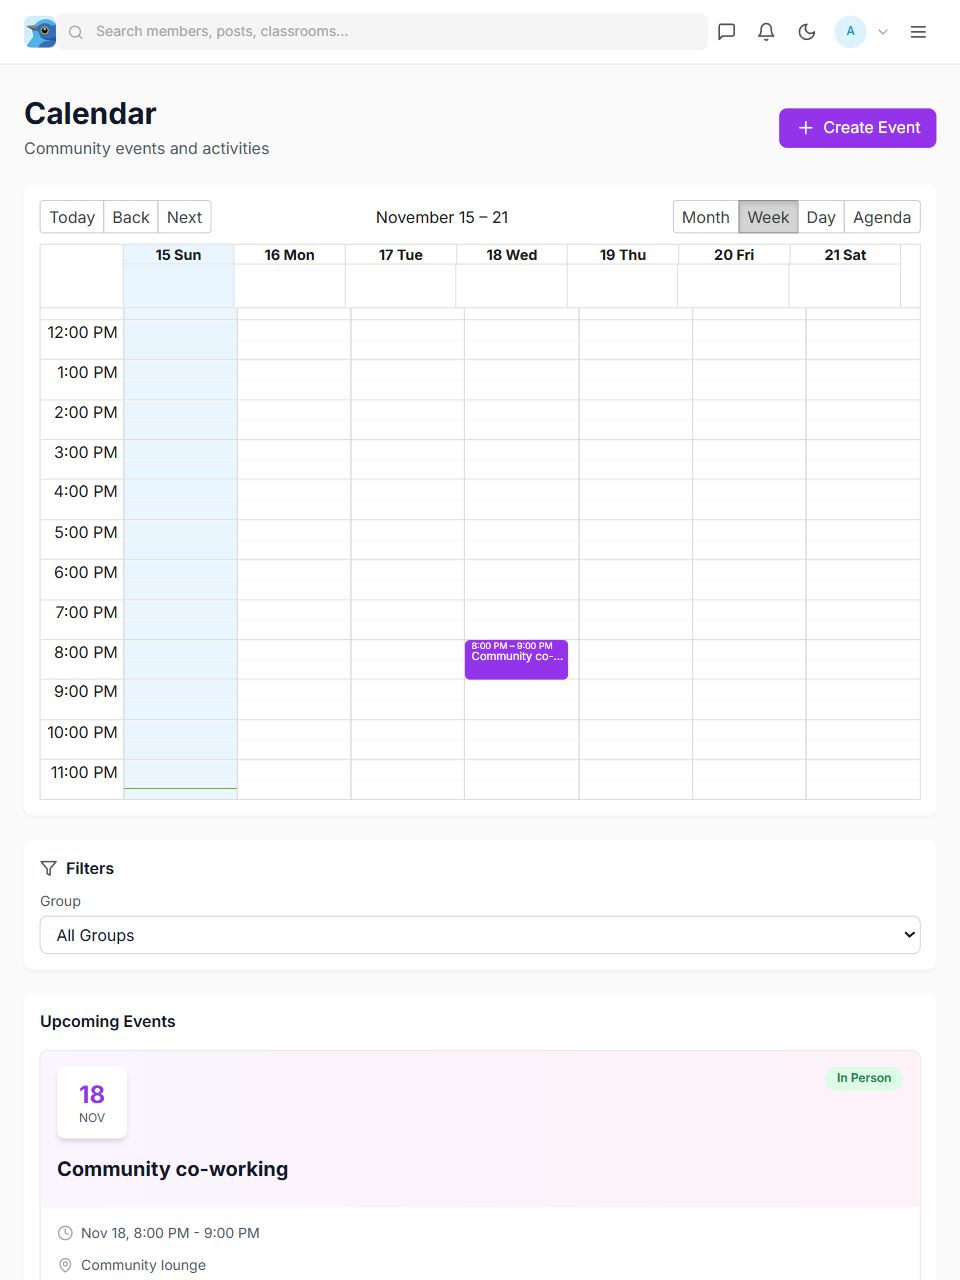 Search members, posts, classrooms...
A
Calendar
Community events and activities
Create Event
Today Back Next
November 15 – 21
Month Week Day Agenda
15 Sun 16 Mon 17 Tue 18 Wed 19 Thu 20 Fri 21 Sat
12:00 PM
1:00 PM
2:00 PM
3:00 PM
4:00 PM
5:00 PM
6:00 PM
7:00 PM
8:00 PM
8:00 PM – 9:00 PM
Community co-...
9:00 PM
10:00 PM
11:00 PM
Filters
Group
All Groups
Upcoming Events
18
NOV
In Person
Community co-working
Nov 18, 8:00 PM - 9:00 PM
Community lounge